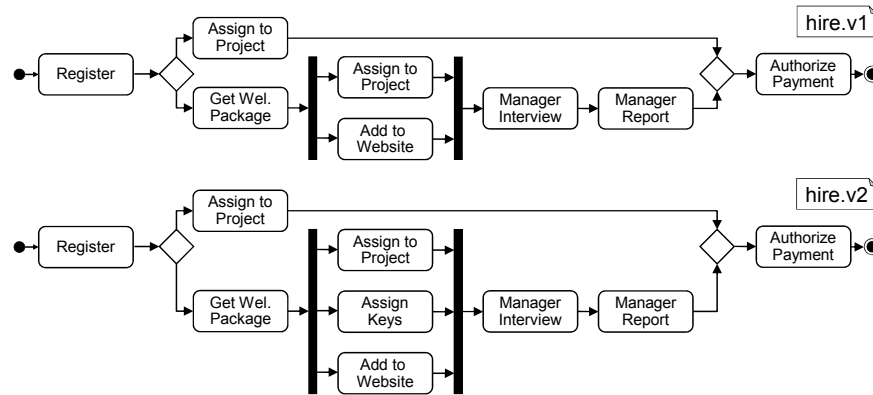 hire.v1
Assign to
Project
Register
Get Wel.
Package
Assign to
Project
Add to
Website
Manager
Interview
Manager
Report
Authorize
Payment
hire.v2
Assign to
Project
Register
Get Wel.
Package
Assign to
Project
Assign
Keys
Add to
Website
Manager
Interview
Manager
Report
Authorize
Payment